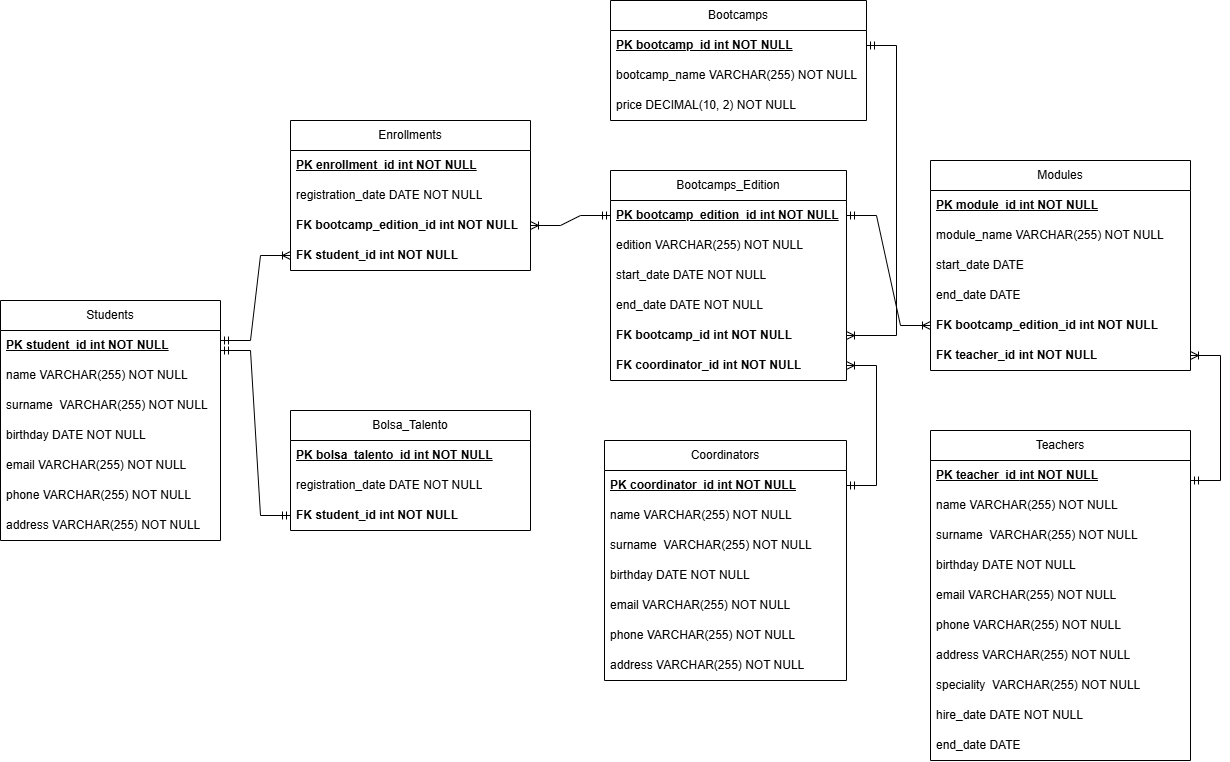 Bootcamps
PK bootcamp_id int NOT NULL
bootcamp_name VARCHAR(255) NOT NULL
price DECIMAL(10, 2) NOT NULL
Enrollments
PK enrollment_id int NOT NULL
registration_date DATE NOT NULL
FK bootcamp_edition_id int NOT NULL
FK student_id int NOT NULL
Bootcamps_Edition
PK bootcamp_edition_id int NOT NULL
edition VARCHAR(255) NOT NULL
start_date DATE NOT NULL
end_date DATE NOT NULL
FK bootcamp_id int NOT NULL
FK coordinator_id int NOT NULL
Modules
PK module_id int NOT NULL
module_name VARCHAR(255) NOT NULL
start_date DATE
end_date DATE
FK bootcamp_edition_id int NOT NULL
FK teacher_id int NOT NULL
Students
PK student_id int NOT NULL
name VARCHAR(255) NOT NULL
surname  VARCHAR(255) NOT NULL
birthday DATE NOT NULL
email VARCHAR(255) NOT NULL
phone VARCHAR(255) NOT NULL
address VARCHAR(255) NOT NULL
Bolsa_Talento
PK bolsa_talento_id int NOT NULL
registration_date DATE NOT NULL
FK student_id int NOT NULL
Coordinators
PK coordinator_id int NOT NULL
name VARCHAR(255) NOT NULL
surname  VARCHAR(255) NOT NULL
birthday DATE NOT NULL
email VARCHAR(255) NOT NULL
phone VARCHAR(255) NOT NULL
address VARCHAR(255) NOT NULL
Teachers
PK teacher_id int NOT NULL
name VARCHAR(255) NOT NULL
surname  VARCHAR(255) NOT NULL
birthday DATE NOT NULL
email VARCHAR(255) NOT NULL
phone VARCHAR(255) NOT NULL
address VARCHAR(255) NOT NULL
speciality  VARCHAR(255) NOT NULL
hire_date DATE NOT NULL
end_date DATE